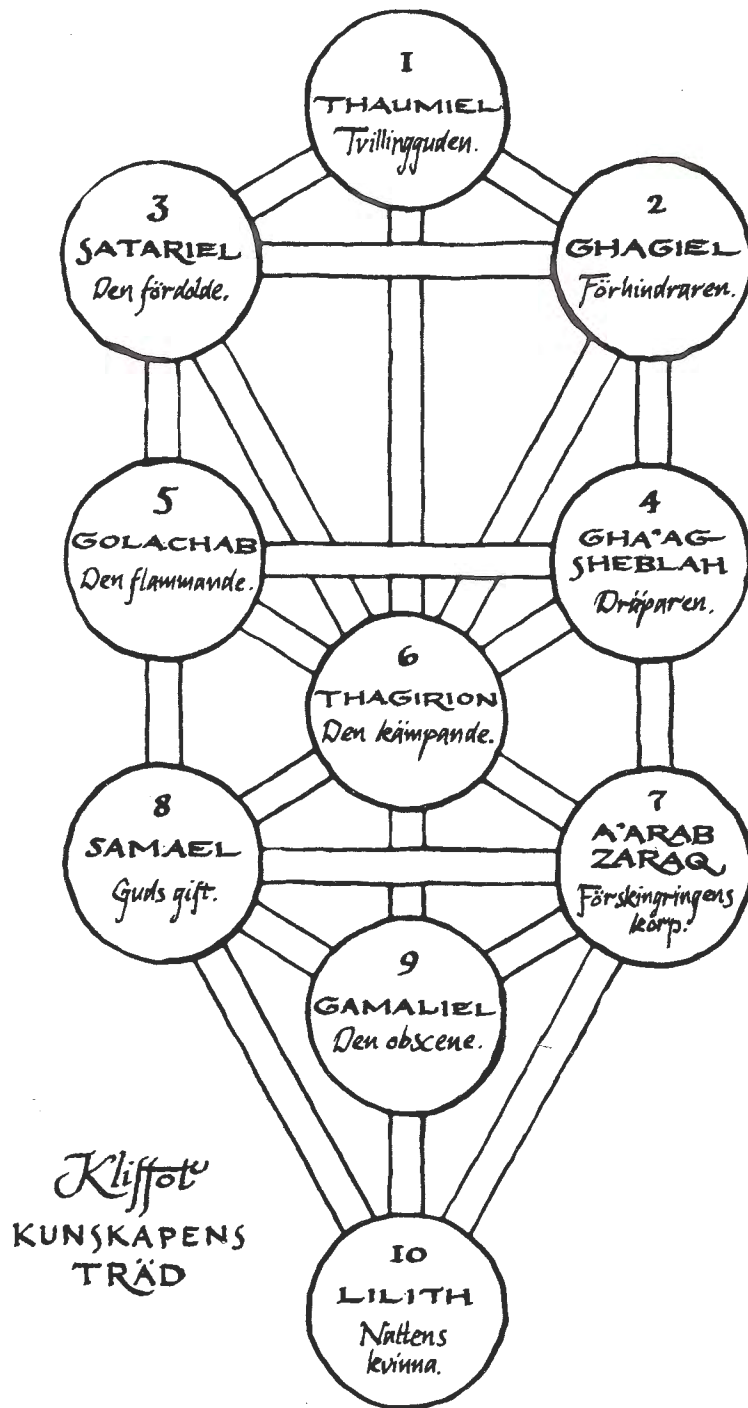 1
THAUMIEL
Tvillingguden.
3
SATARIEL
Den fördolde.
2
GHAGIEL
Förhindraren.
5
GOLACHAB
Den flammande.
4
GHA'AG-
SHEBLAH
Dräparen.
6
THAGIRION
Den kämpande.
8
SAMAEL
Guds gift.
7
A'ARAB
ZARAQ
Förskingringens
korp.
9
GAMALIEL
Den obscene.
Kliffot
KUNSKAPENS
TRÄD
10
LILITH
Nattens
kvinna.